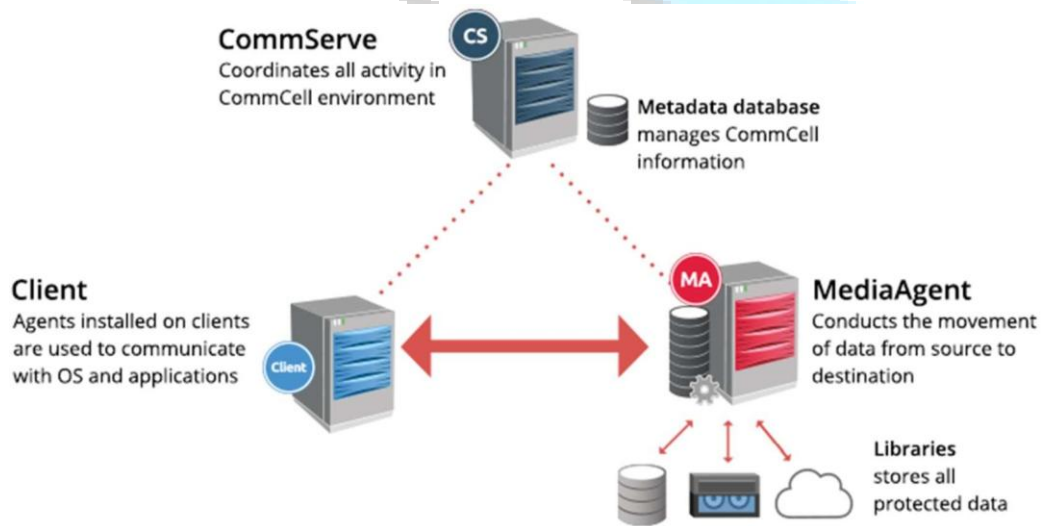 CommServe
Coordinates all activity in
CommCell environment
CS
Metadata database
manages CommCell
information
Client
Agents installed on clients
are used to communicate
with OS and applications
Client
MA
MediaAgent
Conducts the movement
of data from source to
destination
Libraries
stores all
protected data